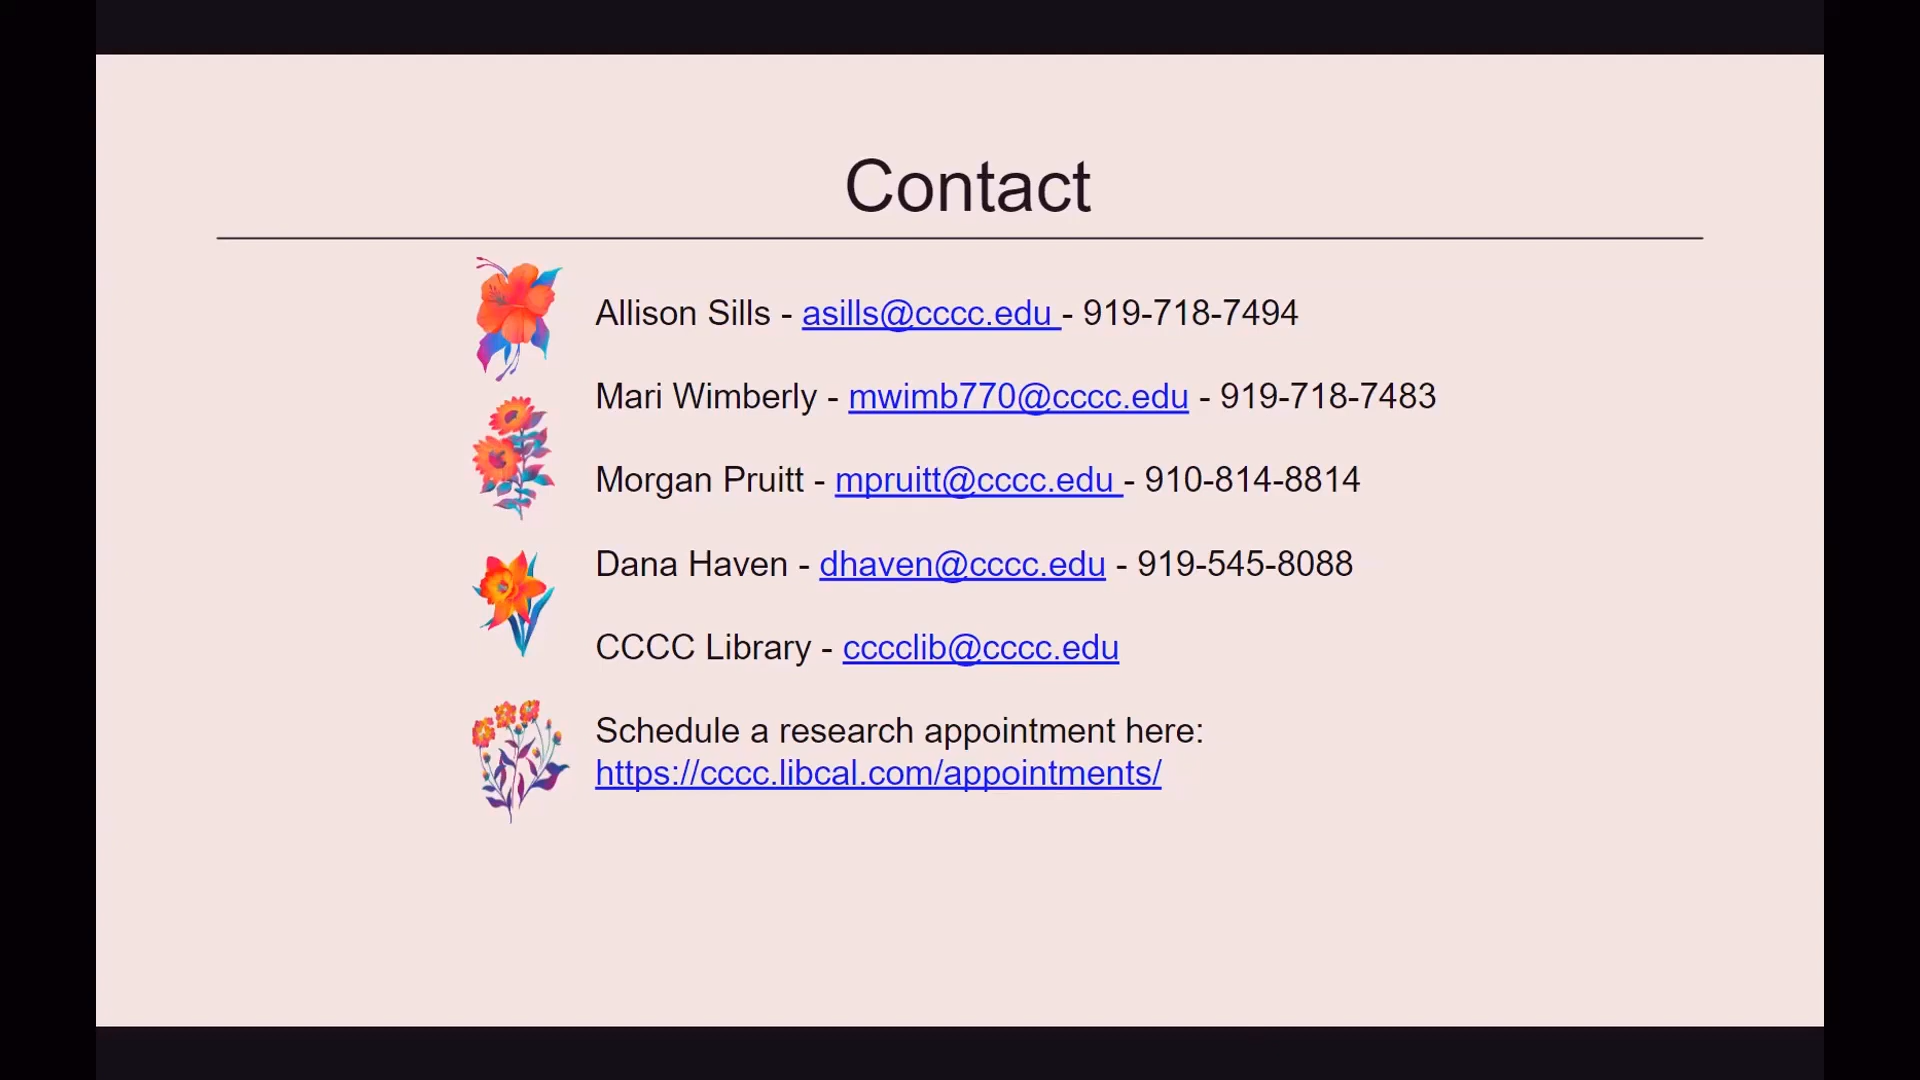 Contact
Allison Sills - asills@cccc.edu - 919-718-7494
Mari Wimberly - mwimb770@cccc.edu - 919-718-7483
Morgan Pruitt - mpruitt@cccc.edu - 910-814-8814
Dana Haven - dhaven@cccc.edu - 919-545-8088
CCCC Library - cccclib@cccc.edu
Schedule a research appointment here:
https://cccc.libcal.com/appointments/